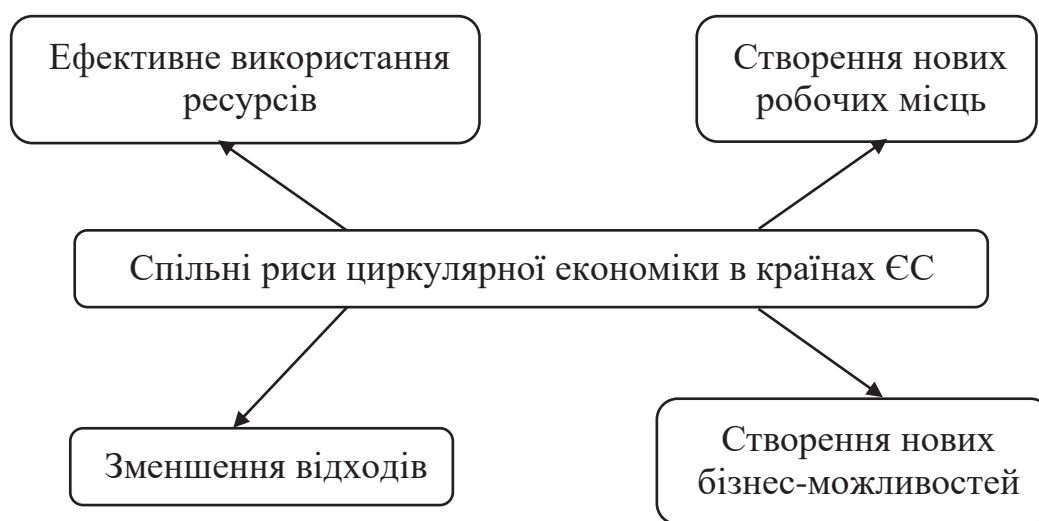 Ефективне використання
ресурсів
Створення нових
робочих місць
Спільні риси циркулярної економіки в країнах ЄС
Зменшення відходів
Створення нових
бізнес-можливостей